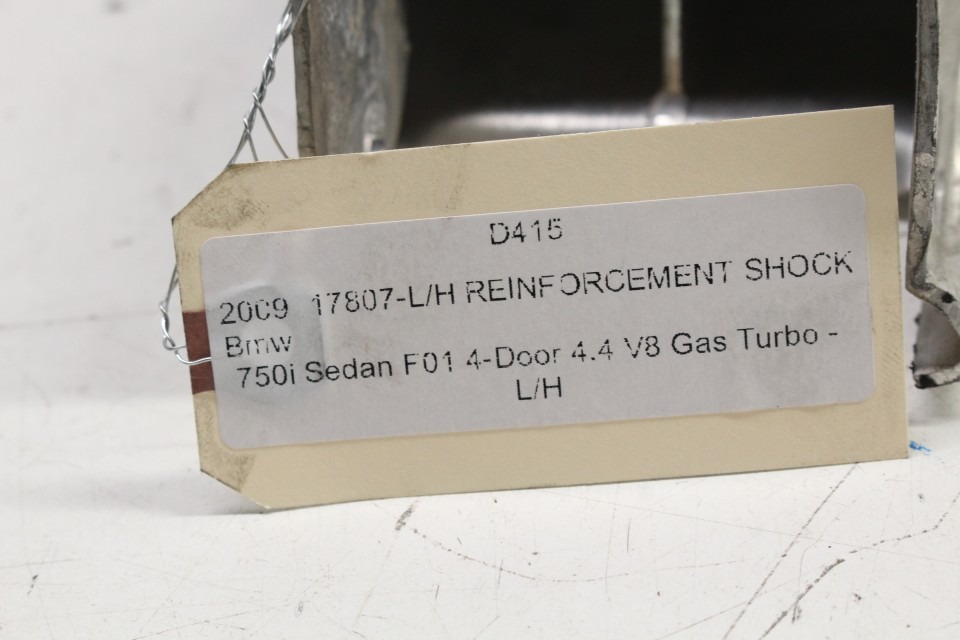 D415
2009 17807-L/H REINFORCEMENT SHOCK
Bmw
750i Sedan F01 4-Door 4.4 V8 Gas Turbo -
L/H